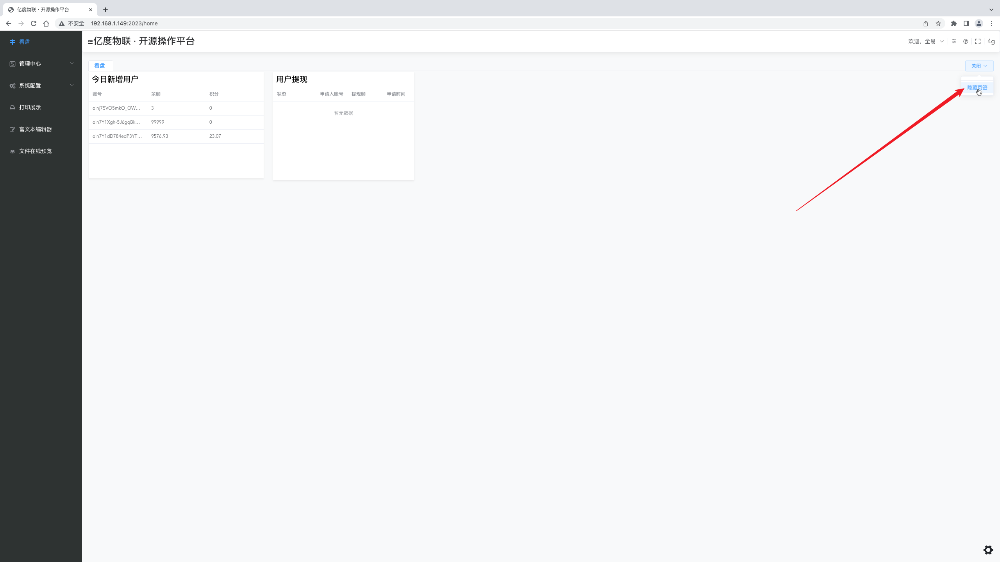 亿度物联 · 开源操作平台
不安全 192.168.1.149:2023/home
看盘
管理中心
系统配置
打印展示
富文本编辑器
文件在线预览
亿度物联 · 开源操作平台
欢迎, 全易 4g
看盘
关闭
隐藏页签
今日新增用户
账号 余额 积分
oinj75VO5mkO_OW... 3 0
oin7Y1Xgh-5J6gqBk... 99999 0
oin7Y1dD784edP3YT... 9576.93 23.07
用户提现
状态 申请人账号 提现额 申请时间
暂无数据